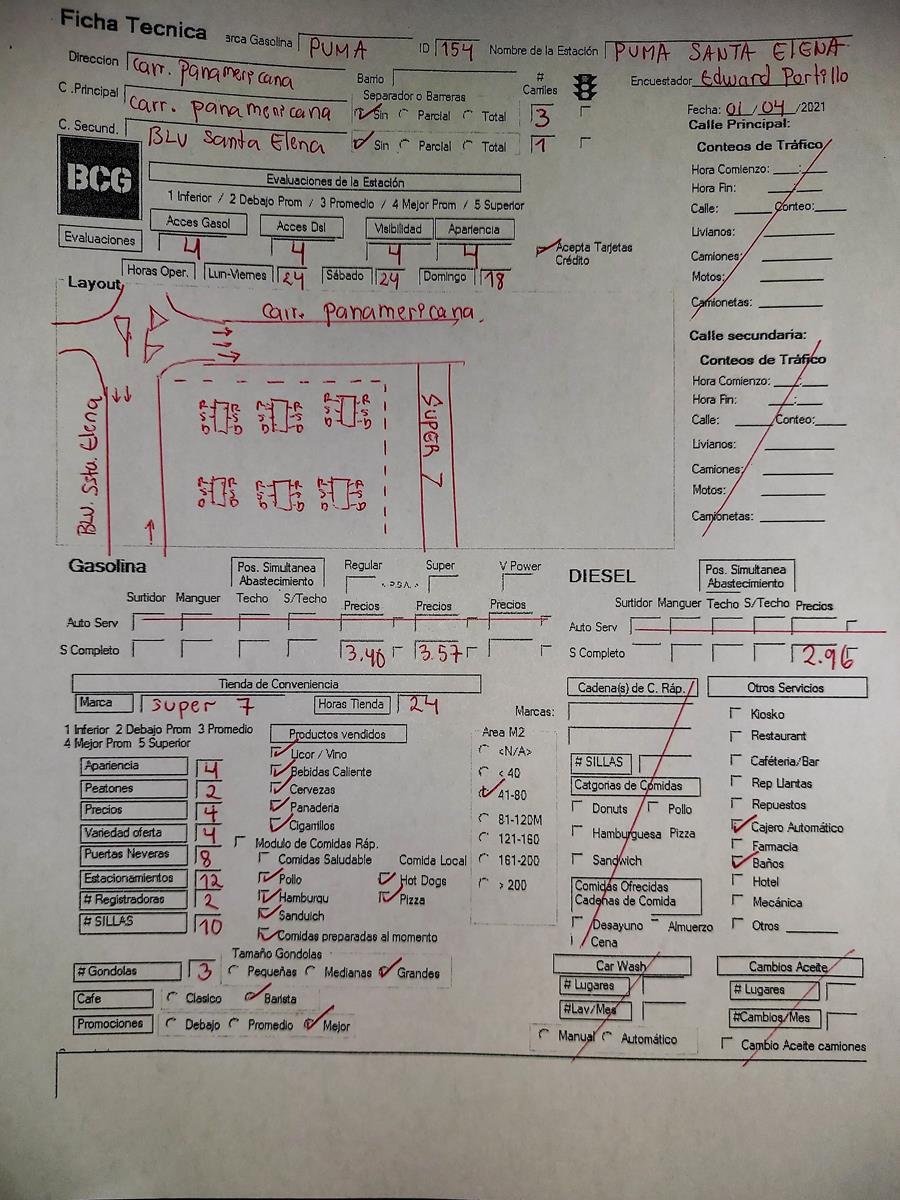 Ficha Tecnica arca Gasolina PUMA ID 154 Nombre de la Estación PUMA SANTA ELENA
Direccion Carr. Panamericana Barrio # Carriles Encuestador Edward Portillo
C .Principal Carr. panamericana Separador o Barreras Sin Parcial Total 3 Fecha: 01/04/2021
C. Secund. BLV Santa Elena Sin Parcial Total 1
Calle Principal:
BCG
Evaluaciones de la Estación
1 Inferior / 2 Debajo Prom / 3 Promedio / 4 Mejor Prom / 5 Superior
Acces Gasol Acces Dsl Visibilidad Apariencia
Evaluaciones 4 4 4 4 Acepta Tarjetas Crédito
Horas Oper. Lun-Viernes 24 Sábado 24 Domingo 18
Conteos de Tráfico
Hora Comienzo: __:__
Hora Fin: __:__
Calle: ____ Conteo: ____
Livianos:
Camiones:
Motos:
Camionetas:
Calle secundaria:
Conteos de Tráfico
Hora Comienzo: __:__
Hora Fin: __:__
Calle: ____ Conteo: ____
Livianos:
Camiones:
Motos:
Camionetas:
Layout
Carr. panamericana.
BLV. Ssta. Elena
SUPER 7
R S D R S D R S D R S D R S D R S D
R S D R S D R S D R S D R S D R S D
Gasolina Pos. Simultanea Abastecimiento Regular Super V Power DIESEL Pos. Simultanea Abastecimiento
Surtidor Manguer Techo S/Techo Precios Precios Precios Surtidor Manguer Techo S/Techo Precios
Auto Serv Auto Serv
S Completo 3.40 3.57 S Completo 2.96
Tienda de Conveniencia
Marca super 7 Horas Tienda 24
1 Inferior 2 Debajo Prom 3 Promedio
4 Mejor Prom 5 Superior
Apariencia 4
Peatones 2
Precios 4
Variedad oferta 4
Puertas Neveras 8
Estacionamientos 12
# Registradoras 2
# SILLAS 10
Productos vendidos
Licor / Vino
Bebidas Caliente
Cervezas
Panaderia
Cigarrillos
Modulo de Comidas Ráp.
Comidas Saludable Comida Local
Pollo Hot Dogs
Hamburgu Pizza
Sanduich
Comidas preparadas al momento
Area M2
<N/A>
< 40
41-80
81-120M
121-160
161-200
> 200
# Gondolas 3 Tamaño Gondolas Pequeñas Medianas Grandes
Cafe Clasico Barista
Promociones Debajo Promedio Mejor
Cadena(s) de C. Ráp.
Marcas:
# SILLAS
Catgorias de Comidas
Donuts Pollo
Hamburguesa Pizza
Sandwich
Comidas Ofrecidas
Cadenas de Comida
Desayuno Almuerzo
Cena
Otros Servicios
Kiosko
Restaurant
Caféteria/Bar
Rep Llantas
Repuestos
Cajero Automático
Farmacia
Baños
Hotel
Mecánica
Otros
Car Wash
# Lugares
#Lav/Mes
Manual Automático
Cambios Aceite
# Lugares
#Cambios/Mes
Cambio Aceite camiones